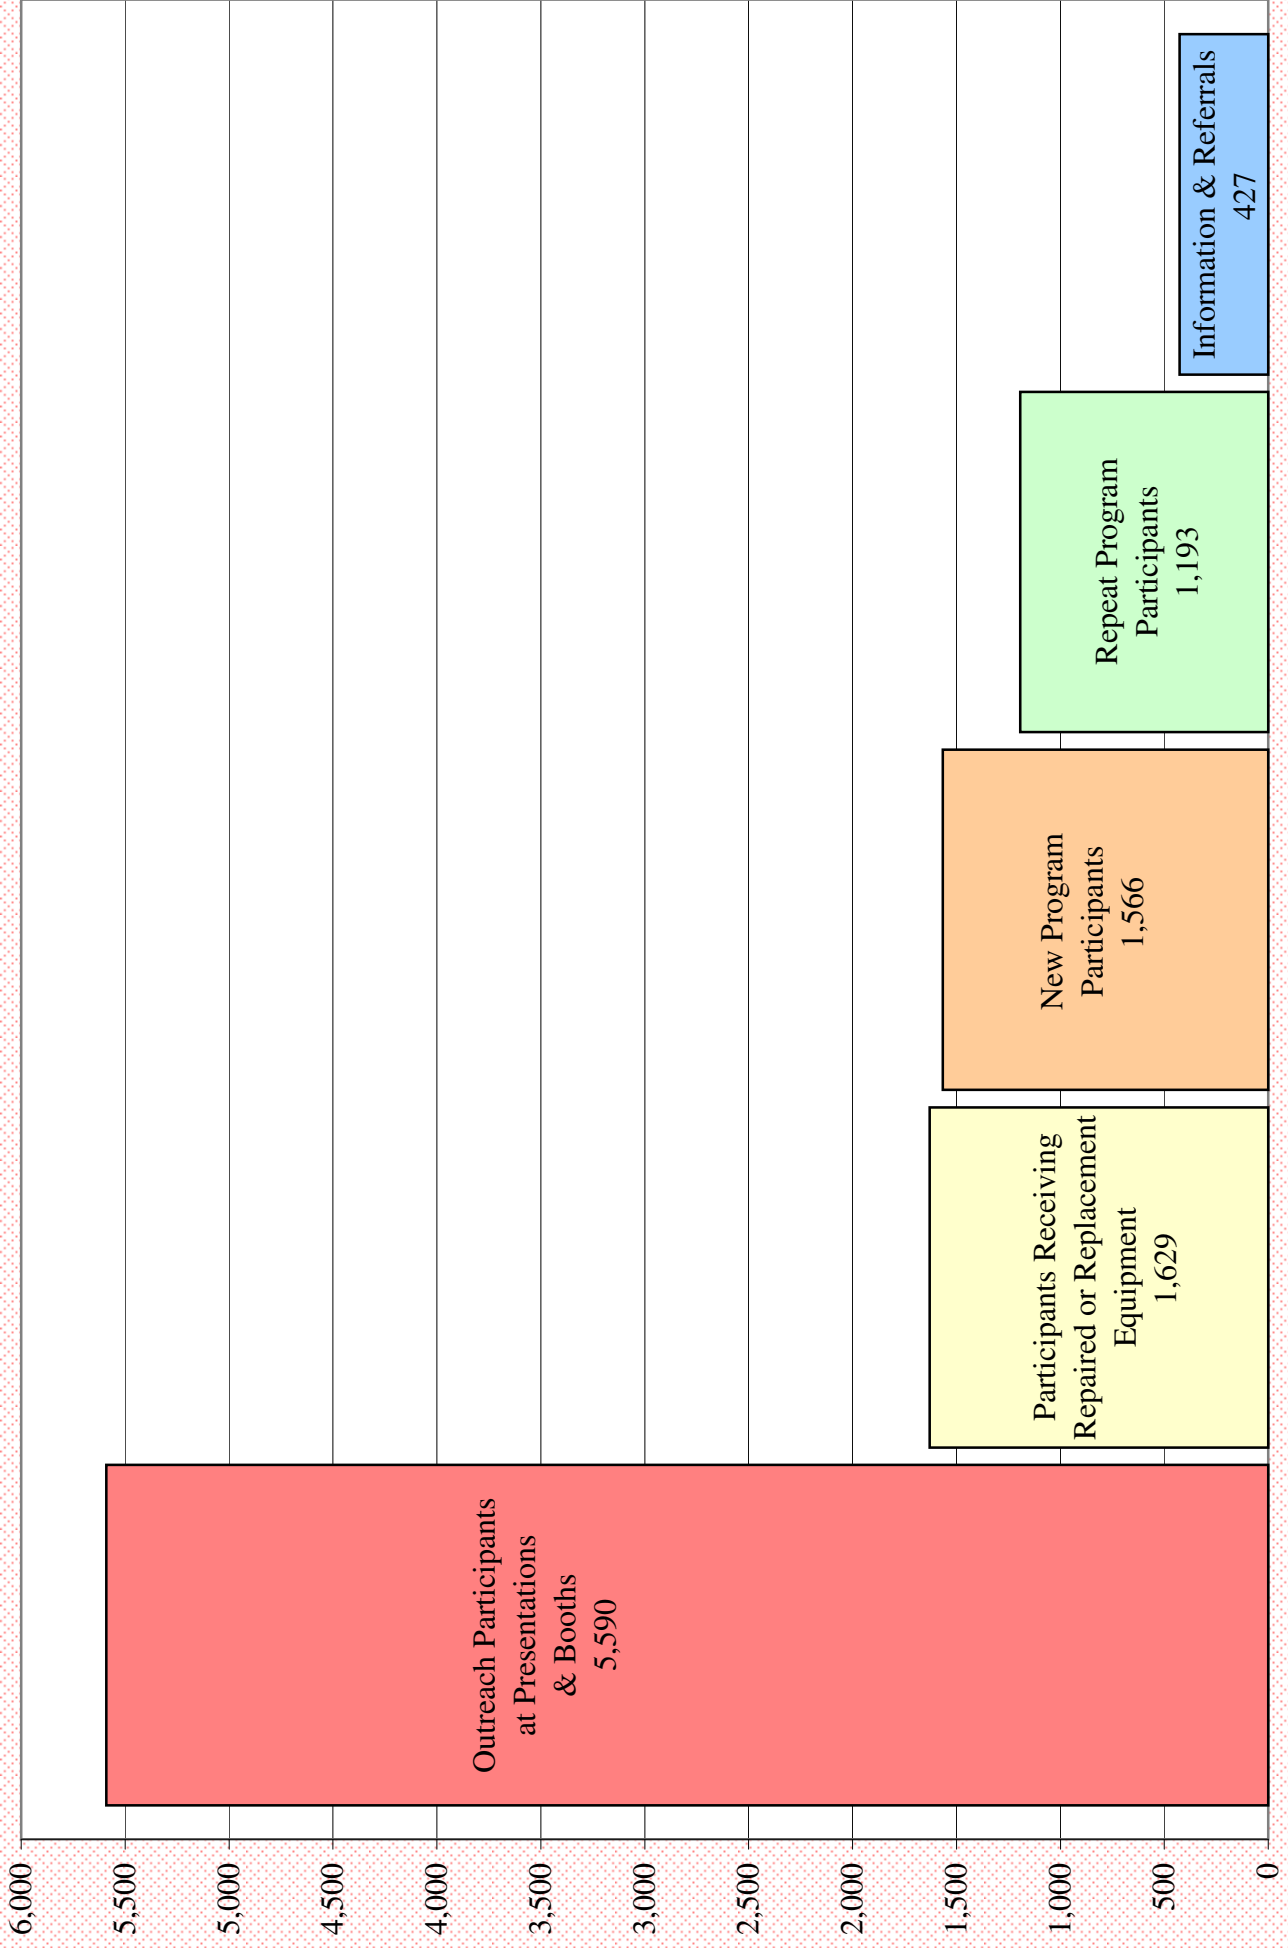 6,000
5,500
5,000
4,500
4,000
3,500
3,000
2,500
2,000
1,500
1,000
500
0
Outreach Participants
at Presentations
& Booths
5,590
Participants Receiving
Repaired or Replacement
Equipment
1,629
New Program
Participants
1,566
Repeat Program
Participants
1,193
Information & Referrals
427